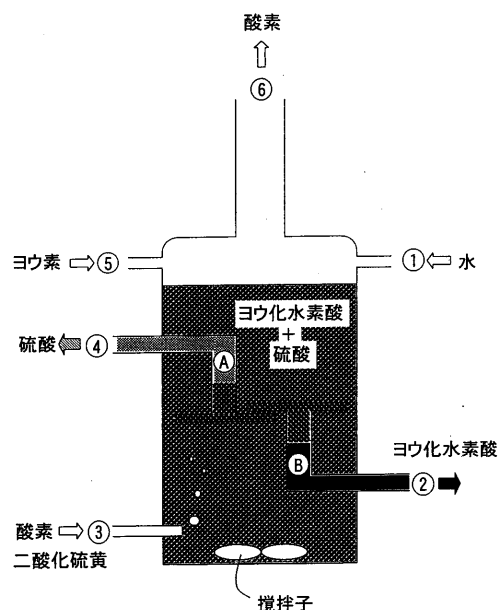 酸素
⑥
ヨウ素 ⑤
① 水
ヨウ化水素酸
+
硫酸
硫酸 ④
A
ヨウ化水素酸
B
②
酸素 ③
二酸化硫黄
撹拌子